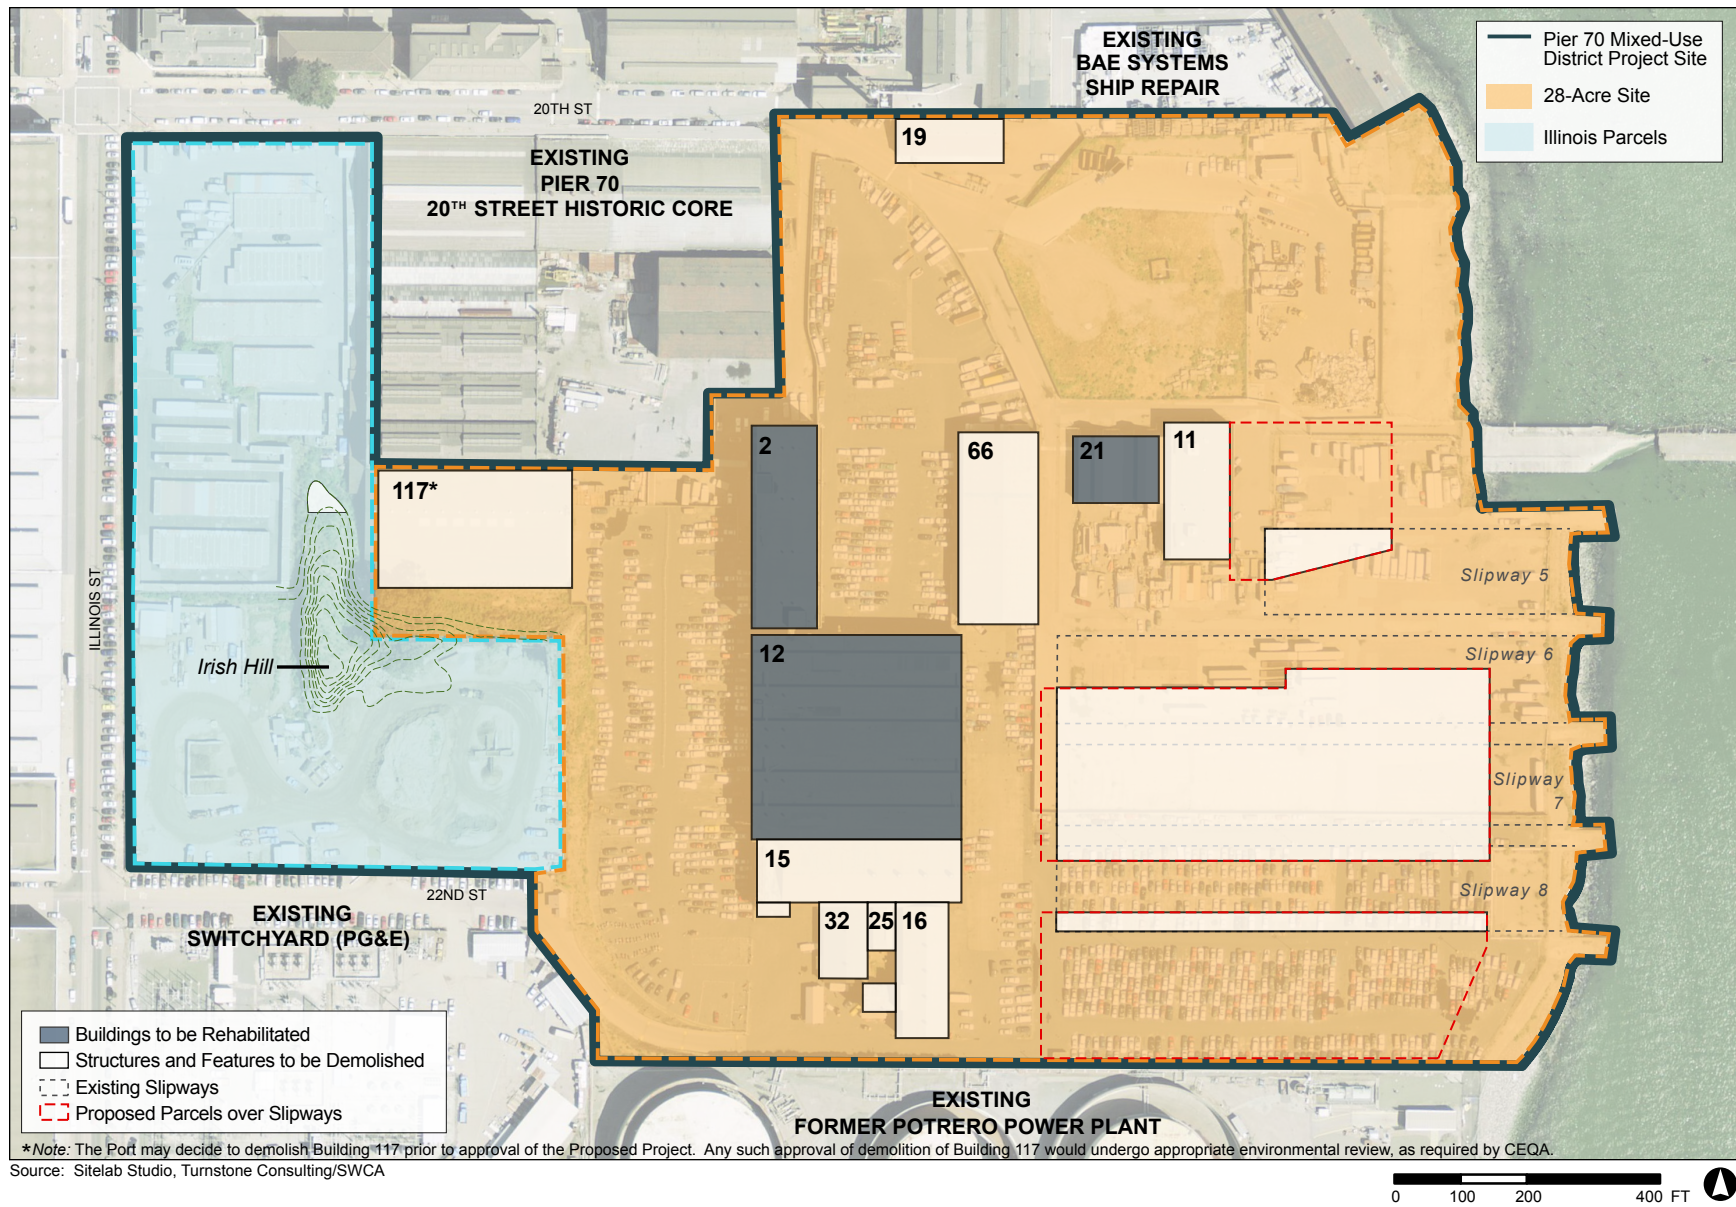 EXISTING
BAE SYSTEMS
SHIP REPAIR
Pier 70 Mixed-Use
District Project Site
28-Acre Site
Illinois Parcels
20TH ST
EXISTING
PIER 70
20TH STREET HISTORIC CORE
19
2
66
21
11
117*
Slipway 5
ILLINOIS ST
Irish Hill
12
Slipway 6
Slipway
7
15
Slipway 8
22ND ST
EXISTING
SWITCHYARD (PG&E)
32
25
16
Buildings to be Rehabilitated
Structures and Features to be Demolished
Existing Slipways
Proposed Parcels over Slipways
EXISTING
FORMER POTRERO POWER PLANT
*Note: The Port may decide to demolish Building 117 prior to approval of the Proposed Project. Any such approval of demolition of Building 117 would undergo appropriate environmental review, as required by CEQA.
Source: Sitelab Studio, Turnstone Consulting/SWCA
0 100 200 400 FT